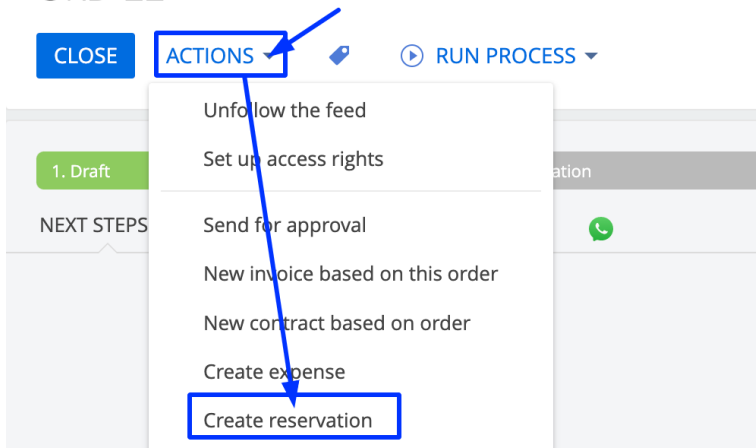 CLOSE ACTIONS RUN PROCESS
Unfollow the feed
Set up access rights
1. Draft
NEXT STEPS
Send for approval
New invoice based on this order
New contract based on order
Create expense
Create reservation